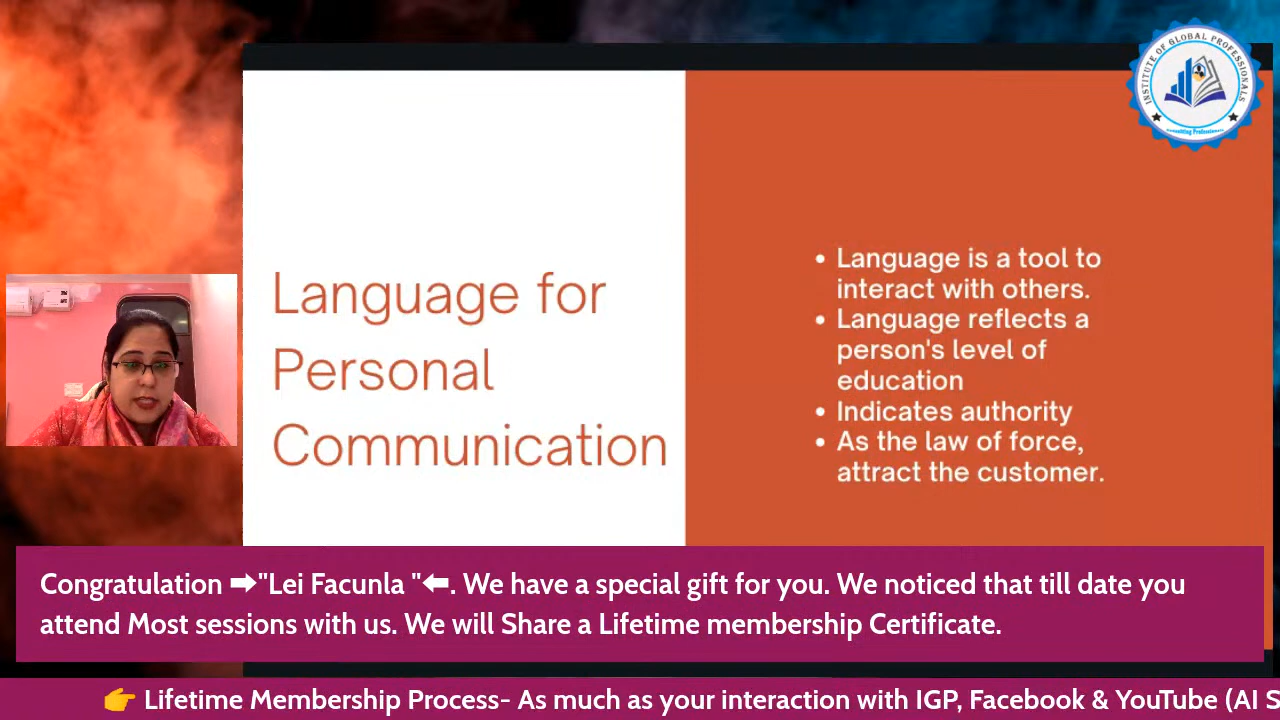 INSTITUTE OF GLOBAL PROFESSIONALS
Language for
Personal
Communication
• Language is a tool to
interact with others.
• Language reflects a
person's level of
education
• Indicates authority
• As the law of force,
attract the customer.
Congratulation ➡"Lei Facunla "⬅. We have a special gift for you. We noticed that till date you
attend Most sessions with us. We will Share a Lifetime membership Certificate.
👉 Lifetime Membership Process- As much as your interaction with IGP, Facebook & YouTube (AI S